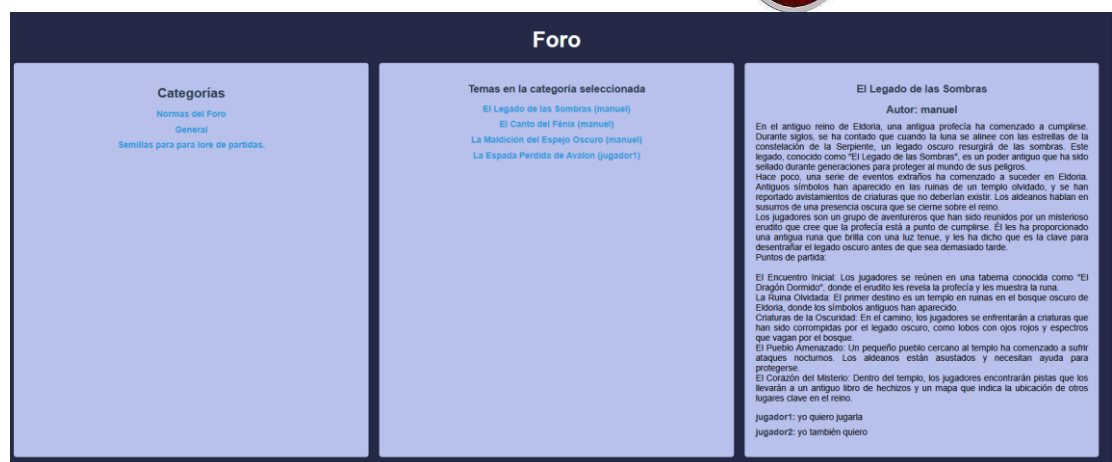 Foro
Categorías
Normas del Foro
General
Semillas para para lore de partidas.
Temas en la categoría seleccionada
El Legado de las Sombras (manuel)
El Canto del Fénix (manuel)
La Maldición del Espejo Oscuro (manuel)
La Espada Perdida de Avalon (jugador1)
El Legado de las Sombras
Autor: manuel
En el antiguo reino de Eldoria, una antigua profecía ha comenzado a cumplirse.
Durante siglos, se ha contado que cuando la luna se alinee con las estrellas de la
constelación de la Serpiente, un legado oscuro resurgirá de las sombras. Este
legado, conocido como "El Legado de las Sombras", es un poder antiguo que ha sido
sellado durante generaciones para proteger al mundo de sus peligros.
Hace poco, una serie de eventos extraños ha comenzado a suceder en Eldoria.
Antiguos símbolos han aparecido en las ruinas de un templo olvidado, y se han
reportado avistamientos de criaturas que no deberían existir. Los aldeanos hablan en
susurros de una presencia oscura que se cierne sobre el reino.
Los jugadores son un grupo de aventureros que han sido reunidos por un misterioso
erudito que cree que la profecía está a punto de cumplirse. Él les ha proporcionado
una antigua runa que brilla con una luz tenue, y les ha dicho que es la clave para
desentrañar el legado oscuro antes de que sea demasiado tarde.
Puntos de partida:
El Encuentro Inicial: Los jugadores se reúnen en una taberna conocida como "El
Dragón Dormido", donde el erudito les revela la profecía y les muestra la runa.
La Ruina Olvidada: El primer destino es un templo en ruinas en el bosque oscuro de
Eldoria, donde los símbolos antiguos han aparecido.
Criaturas de la Oscuridad: En el camino, los jugadores se enfrentarán a criaturas que
han sido corrompidas por el legado oscuro, como lobos con ojos rojos y espectros
que vagan por el bosque.
El Pueblo Amenazado: Un pequeño pueblo cercano al templo ha comenzado a sufrir
ataques nocturnos. Los aldeanos están asustados y necesitan ayuda para
protegerse.
El Corazón del Misterio: Dentro del templo, los jugadores encontrarán pistas que los
llevarán a un antiguo libro de hechizos y un mapa que indica la ubicación de otros
lugares clave en el reino.
jugador1: yo quiero jugarla
jugador2: yo también quiero